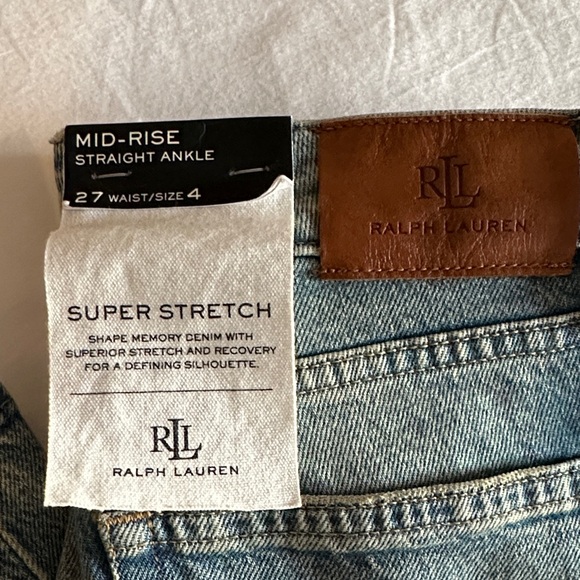 MID-RISE
STRAIGHT ANKLE
27 WAIST/SIZE 4
SUPER STRETCH
SHAPE MEMORY DENIM WITH
SUPERIOR STRETCH AND RECOVERY
FOR A DEFINING SILHOUETTE.
RLL
RALPH LAUREN
RLL
RALPH LAUREN